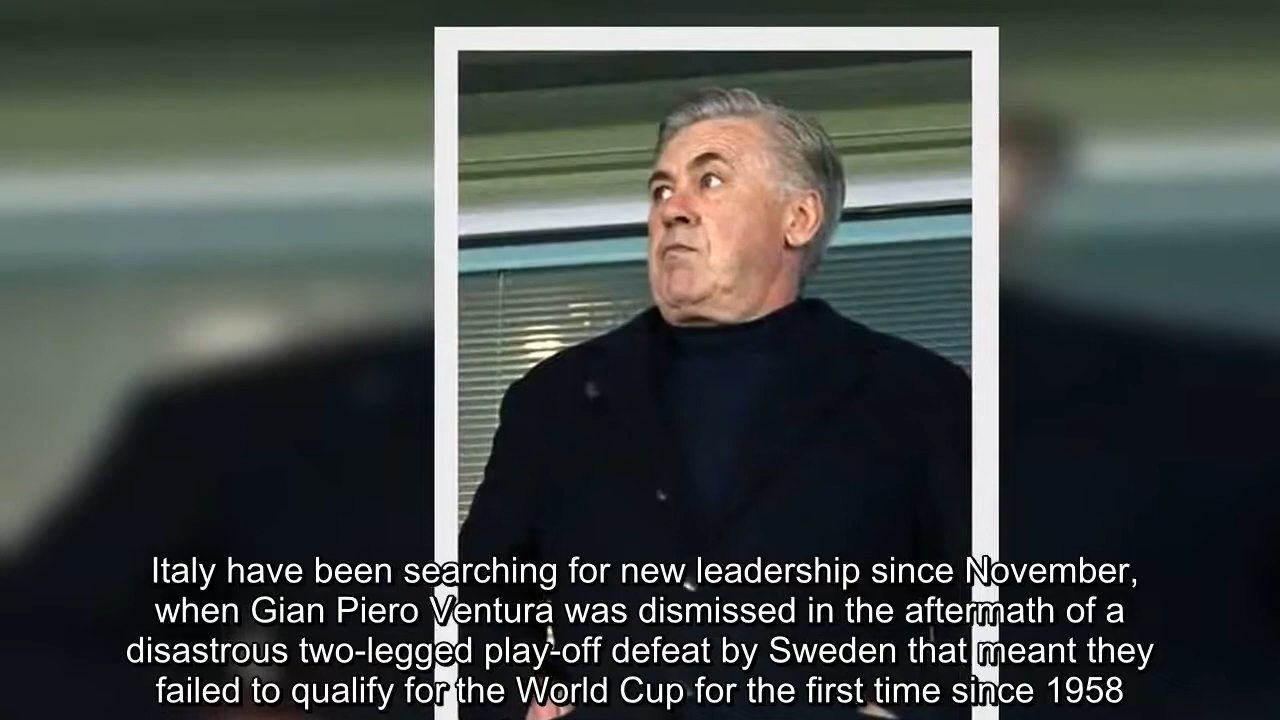 Italy have been searching for new leadership since November,
when Gian Piero Ventura was dismissed in the aftermath of a
disastrous two-legged play-off defeat by Sweden that meant they
failed to qualify for the World Cup for the first time since 1958